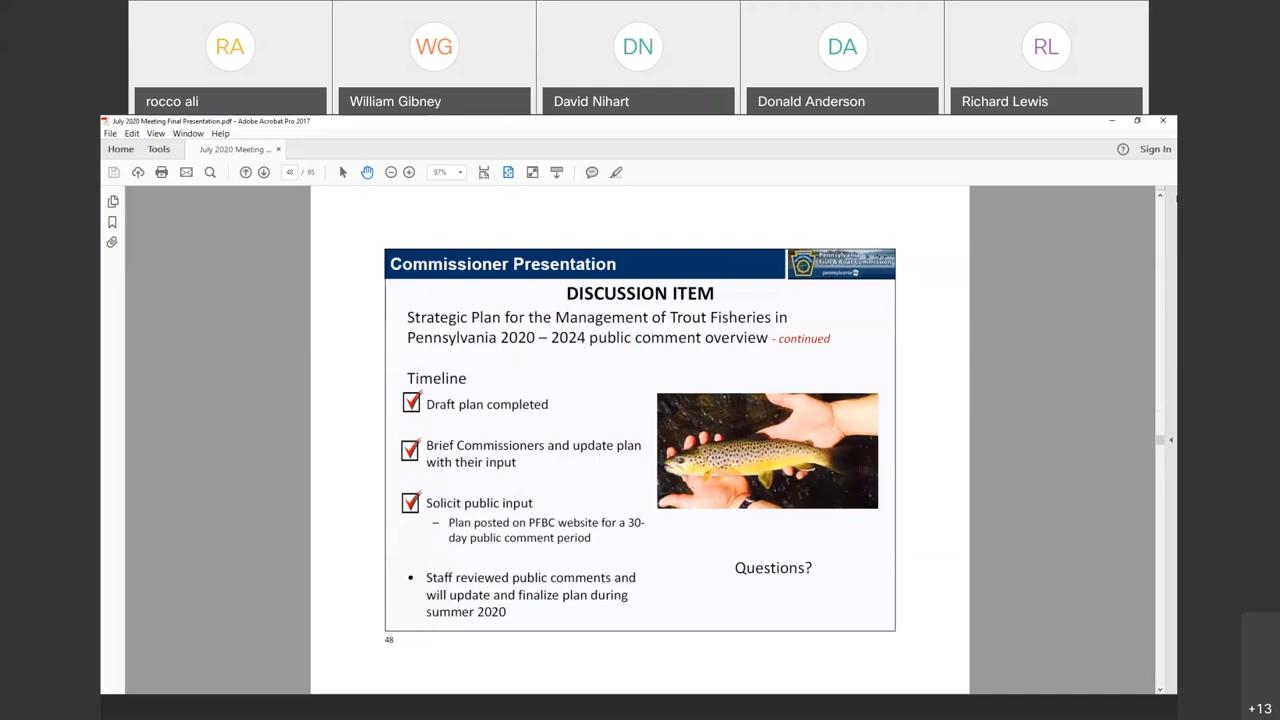 RA
WG
DN
DA
RL
rocco ali
William Gibney
David Nihart
Donald Anderson
Richard Lewis
July 2020 Meeting Final Presentation.pdf - Adobe Acrobat Pro 2017
File Edit View Window Help
Home Tools July 2020 Meeting ... × Sign In
48 / 95 97%
Commissioner Presentation
Pennsylvania
Fish & Boat Commission
pennsylvania
DISCUSSION ITEM
Strategic Plan for the Management of Trout Fisheries in
Pennsylvania 2020 – 2024 public comment overview - continued
Timeline
Draft plan completed
Brief Commissioners and update plan
with their input
Solicit public input
– Plan posted on PFBC website for a 30-
day public comment period
• Staff reviewed public comments and
will update and finalize plan during
summer 2020
Questions?
48
+13